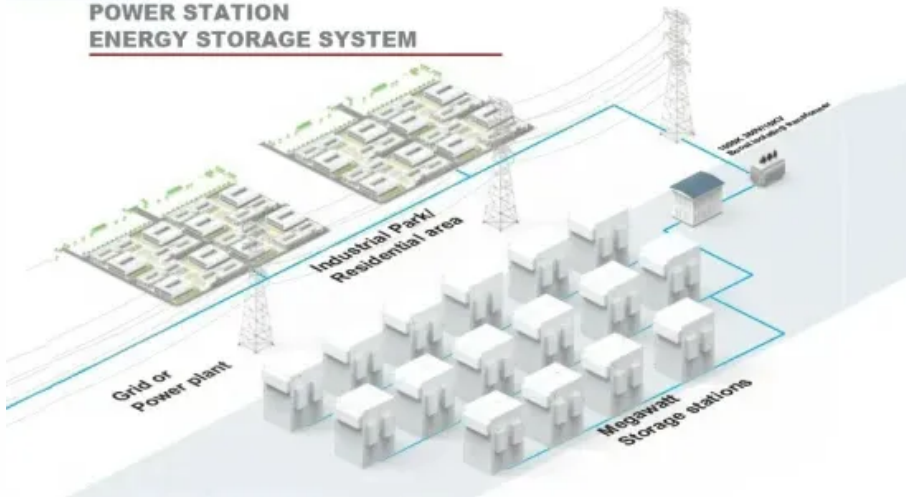 POWER STATION
ENERGY STORAGE SYSTEM
Industrial Park/
Residential area
Grid or
Power plant
Megawatt
Storage stations